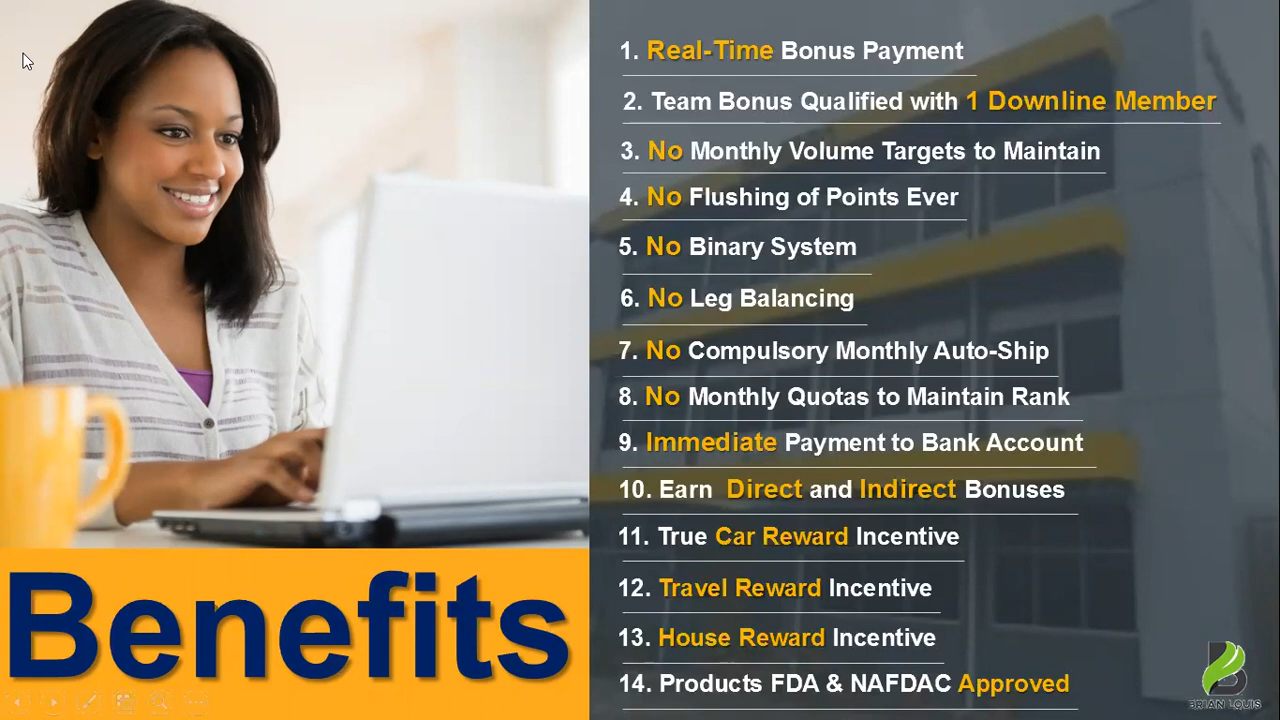 1. Real-Time Bonus Payment
2. Team Bonus Qualified with 1 Downline Member
3. No Monthly Volume Targets to Maintain
4. No Flushing of Points Ever
5. No Binary System
6. No Leg Balancing
7. No Compulsory Monthly Auto-Ship
8. No Monthly Quotas to Maintain Rank
9. Immediate Payment to Bank Account
10. Earn Direct and Indirect Bonuses
11. True Car Reward Incentive
12. Travel Reward Incentive
13. House Reward Incentive
14. Products FDA & NAFDAC Approved
Benefits
BRIAN LOUIS